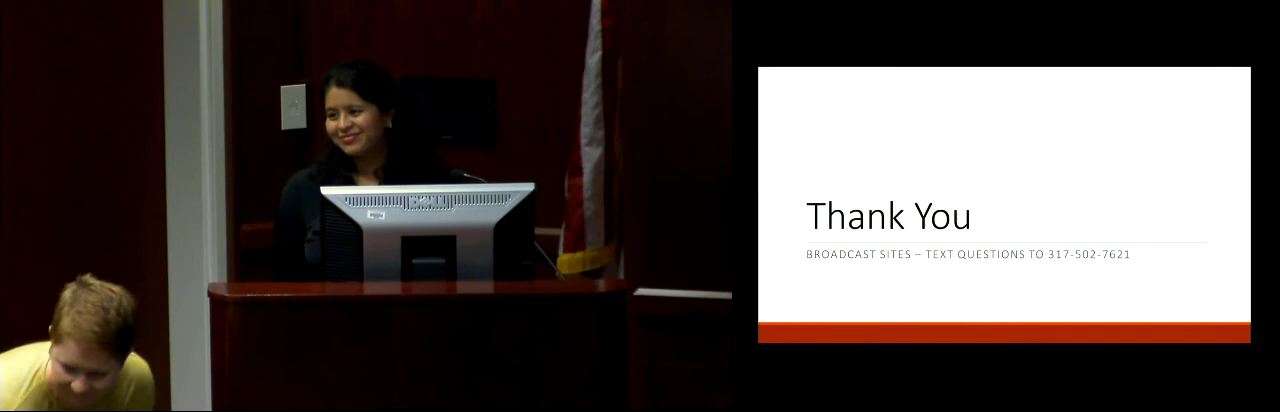 Thank You
BROADCAST SITES – TEXT QUESTIONS TO 317-502-7621